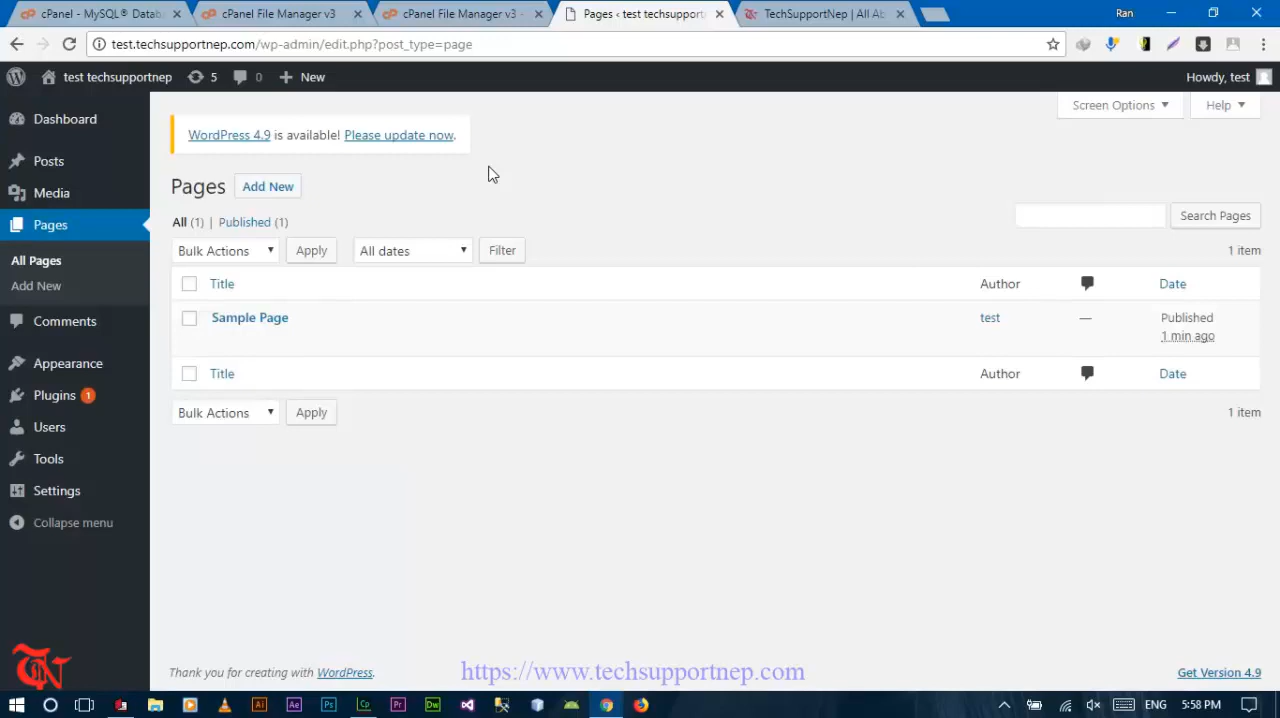 cPanel - MySQL® Datab
cPanel File Manager v3
cPanel File Manager v3 -
Pages ‹ test techsupport
TechSupportNep | All Ab
Ran
test.techsupportnep.com/wp-admin/edit.php?post_type=page
test techsupportnep
5
0
New
Howdy, test
Dashboard
Posts
Media
Pages
All Pages
Add New
Comments
Appearance
Plugins 1
Users
Tools
Settings
Collapse menu
Screen Options
Help
WordPress 4.9 is available! Please update now.
Pages Add New
All (1) | Published (1)
Search Pages
Bulk Actions Apply All dates Filter
1 item
Title Author Date
Sample Page test — Published
1 min ago
Title Author Date
Bulk Actions Apply
1 item
Thank you for creating with WordPress.
https://www.techsupportnep.com
Get Version 4.9
Ai Ae Ps Cp Pr Dw
ENG
5:58 PM